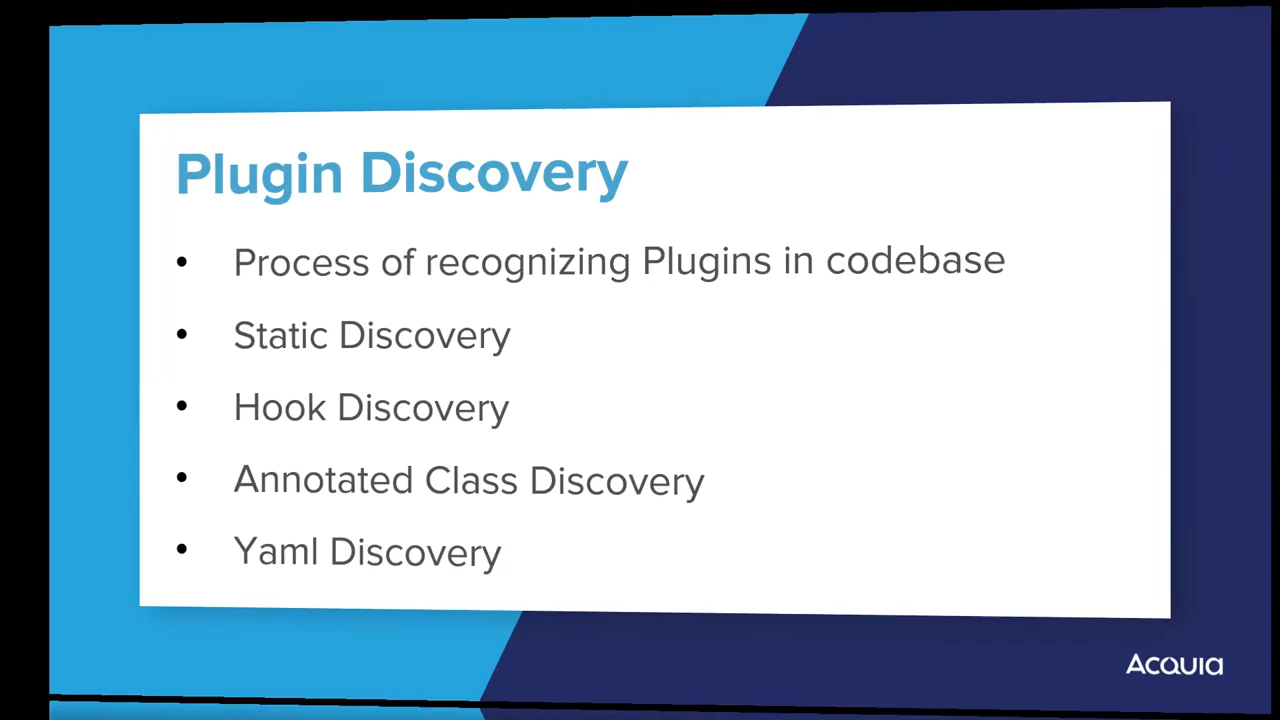 Plugin Discovery
• Process of recognizing Plugins in codebase
• Static Discovery
• Hook Discovery
• Annotated Class Discovery
• Yaml Discovery
ACQUIA